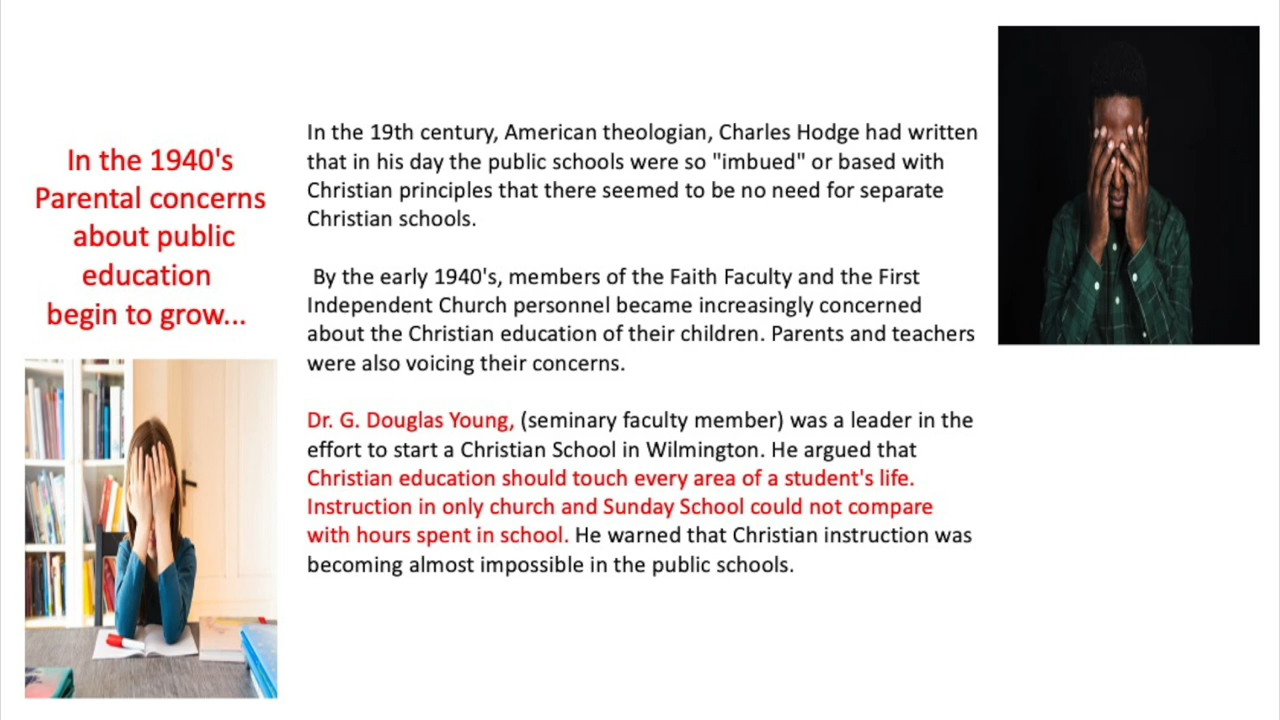 In the 1940's
Parental concerns
about public
education
begin to grow...
In the 19th century, American theologian, Charles Hodge had written
that in his day the public schools were so "imbued" or based with
Christian principles that there seemed to be no need for separate
Christian schools.
By the early 1940's, members of the Faith Faculty and the First
Independent Church personnel became increasingly concerned
about the Christian education of their children. Parents and teachers
were also voicing their concerns.
Dr. G. Douglas Young, (seminary faculty member) was a leader in the
effort to start a Christian School in Wilmington. He argued that
Christian education should touch every area of a student's life.
Instruction in only church and Sunday School could not compare
with hours spent in school. He warned that Christian instruction was
becoming almost impossible in the public schools.